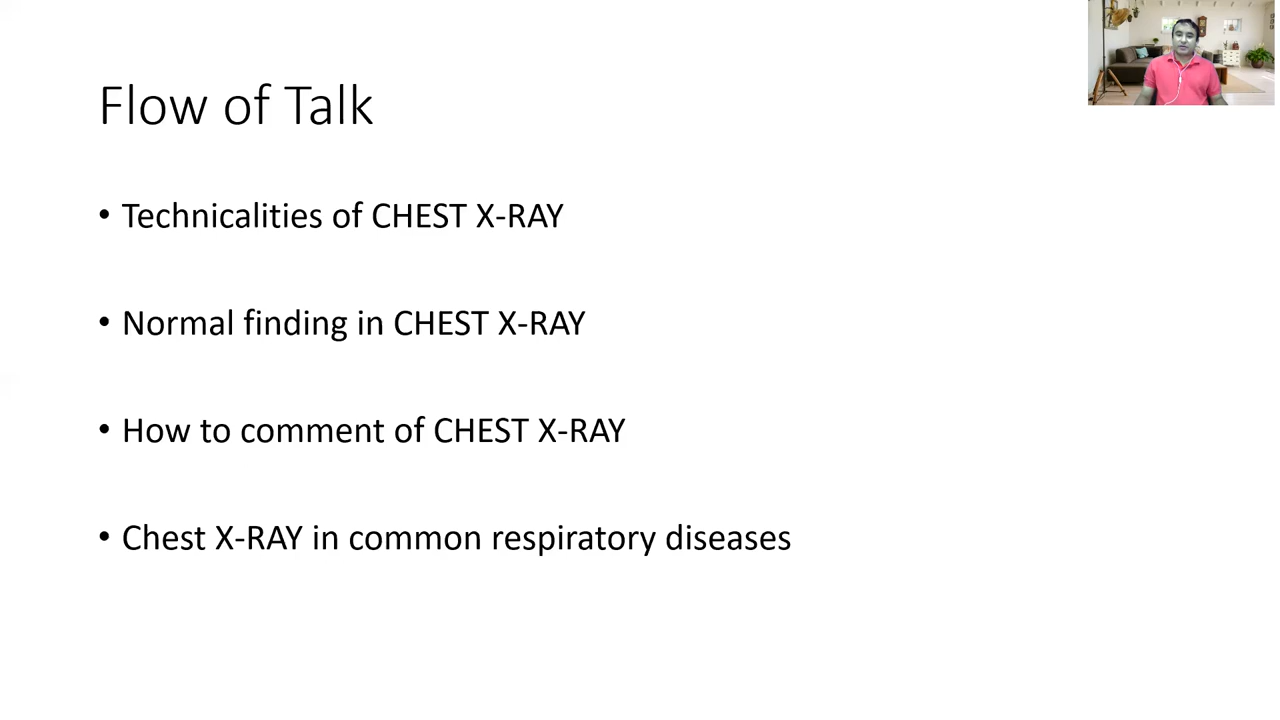 Flow of Talk
• Technicalities of CHEST X-RAY
• Normal finding in CHEST X-RAY
• How to comment of CHEST X-RAY
• Chest X-RAY in common respiratory diseases